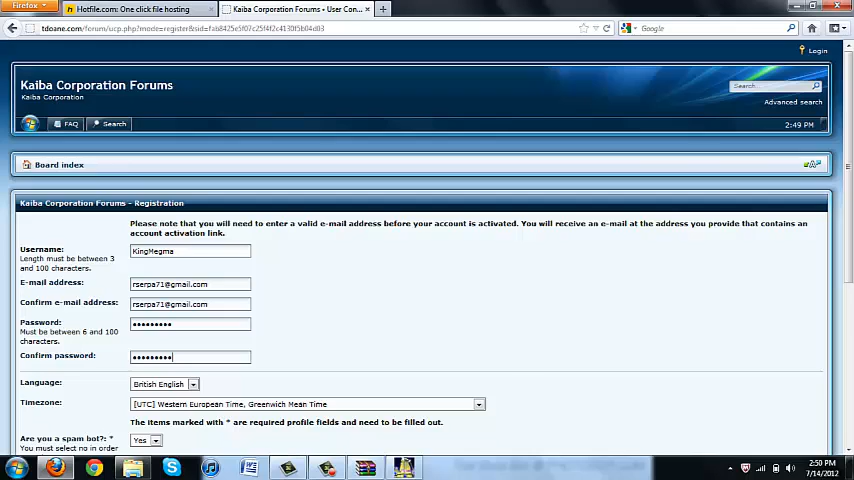 Firefox
Hotfile.com: One click file hosting
Kaiba Corporation Forums • User Con...
tdoane.com/forum/ucp.php?mode=register&sid=fab8425e5f07c25f4f2c4130f5b04d03
Google
Login
Kaiba Corporation Forums
Kaiba Corporation
Search...
Advanced search
FAQ
Search
2:49 PM
Board index
Kaiba Corporation Forums - Registration
Please note that you will need to enter a valid e-mail address before your account is activated. You will receive an e-mail at the address you provide that contains an
account activation link.
Username:
KingMegma
Length must be between 3
and 100 characters.
E-mail address:
rserpa71@gmail.com
Confirm e-mail address:
rserpa71@gmail.com
Password:
•••••••••
Must be between 6 and 100
characters.
Confirm password:
•••••••••
Language:
British English
Timezone:
[UTC] Western European Time, Greenwich Mean Time
The items marked with * are required profile fields and need to be filled out.
Are you a spam bot?: *
Yes
You must select no in order
2:50 PM
7/14/2012